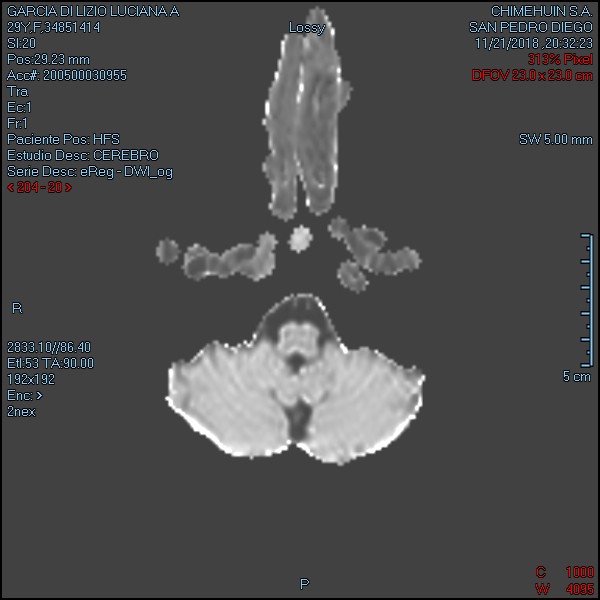 GARCIA DI LIZIO LUCIANA A
29Y,F,34851414
SI:20
Pos:29.23 mm
Acc#: 200500030955
Tra
Ec:1
Fr:1
Paciente Pos: HFS
Estudio Desc: CEREBRO
Serie Desc: eReg - DWI_og
< 204 - 20 >
Lossy
CHIMEHUIN S.A.
SAN PEDRO DIEGO
11/21/2018 ,20:32:23
313% Pixel
DFOV 23.0 x 23.0 cm
SW 5.00 mm
R
2833.10//86.40
Etl:53 TA:90.00
192x192
Enc: >
2nex
5 cm
P
C 1000
W 4095